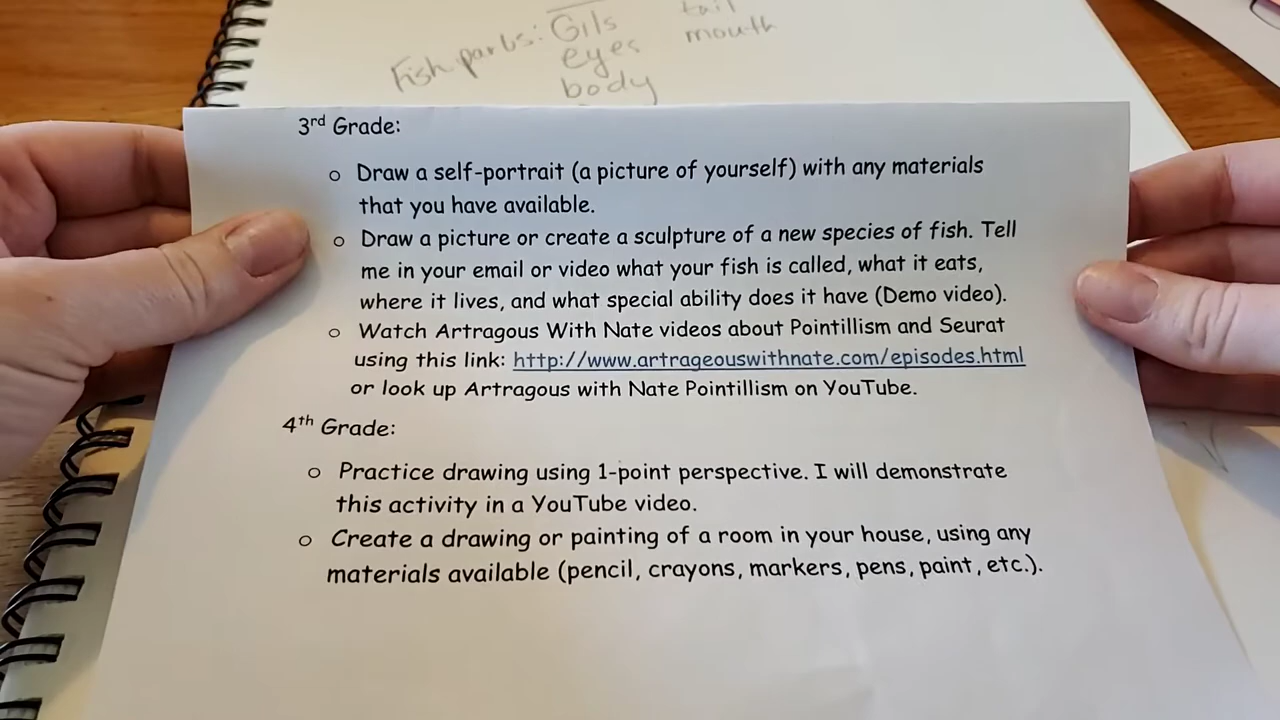 Fish parts: Gils tail
eyes mouth
body
3rd Grade:
o Draw a self-portrait (a picture of yourself) with any materials
that you have available.
o Draw a picture or create a sculpture of a new species of fish. Tell
me in your email or video what your fish is called, what it eats,
where it lives, and what special ability does it have (Demo video).
o Watch Artragous With Nate videos about Pointillism and Seurat
using this link: http://www.artrageouswithnate.com/episodes.html
or look up Artragous with Nate Pointillism on YouTube.
4th Grade:
o Practice drawing using 1-point perspective. I will demonstrate
this activity in a YouTube video.
o Create a drawing or painting of a room in your house, using any
materials available (pencil, crayons, markers, pens, paint, etc.).